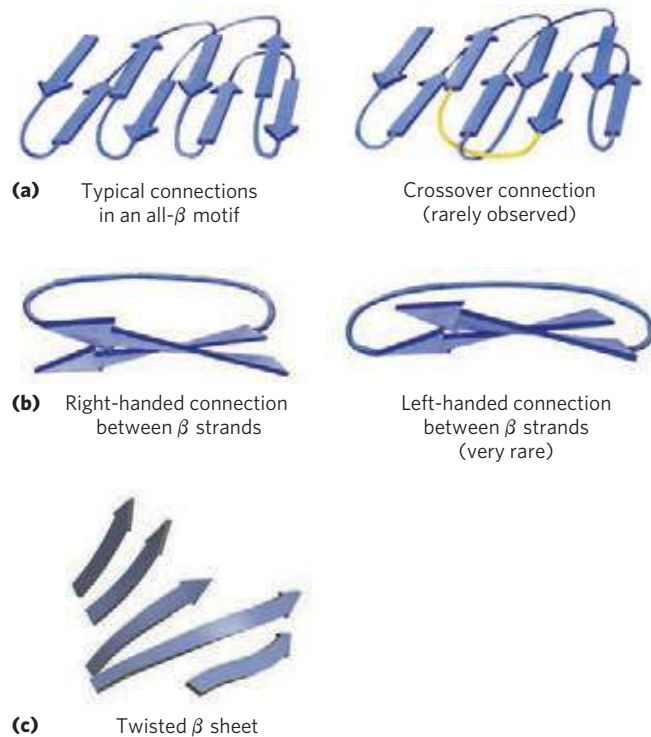 (a) Typical connections
in an all-β motif
Crossover connection
(rarely observed)
(b) Right-handed connection
between β strands
Left-handed connection
between β strands
(very rare)
(c) Twisted β sheet